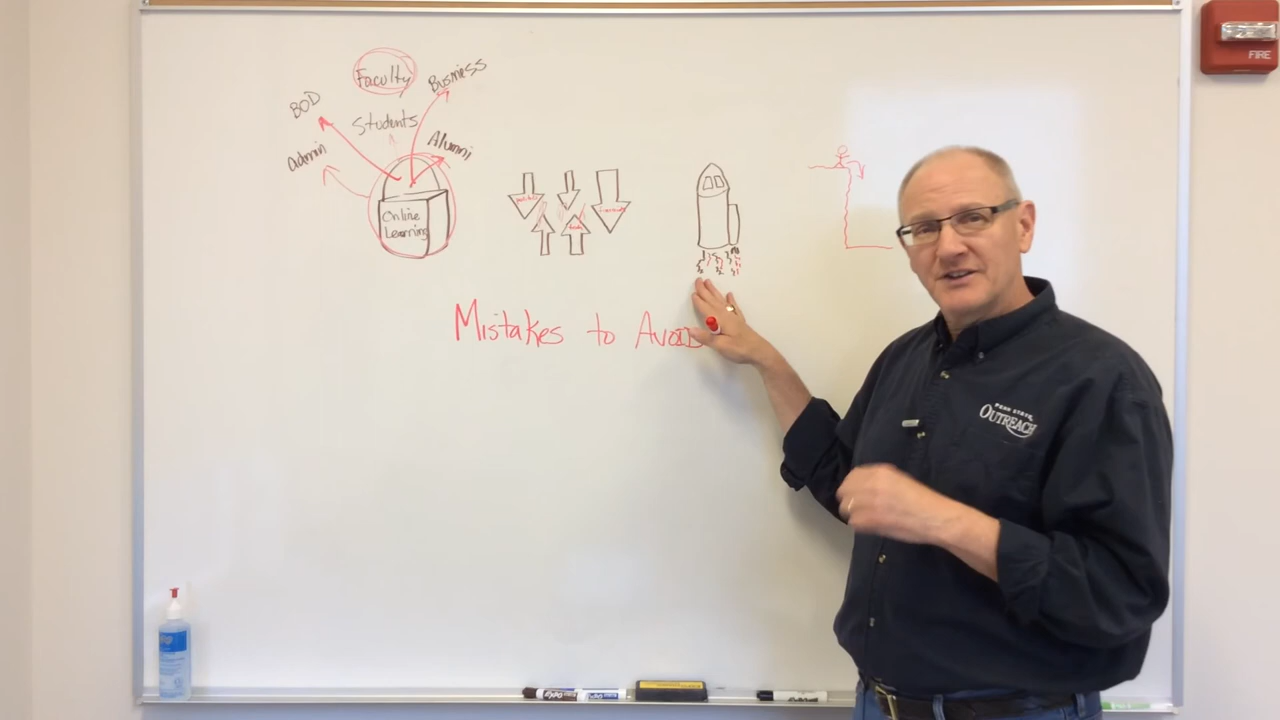 Faculty
Business
BOD
Students
Admin
Alumni
Online
Learning
Mistakes to Avoid
FIRE
PENN STATE
OUTREACH